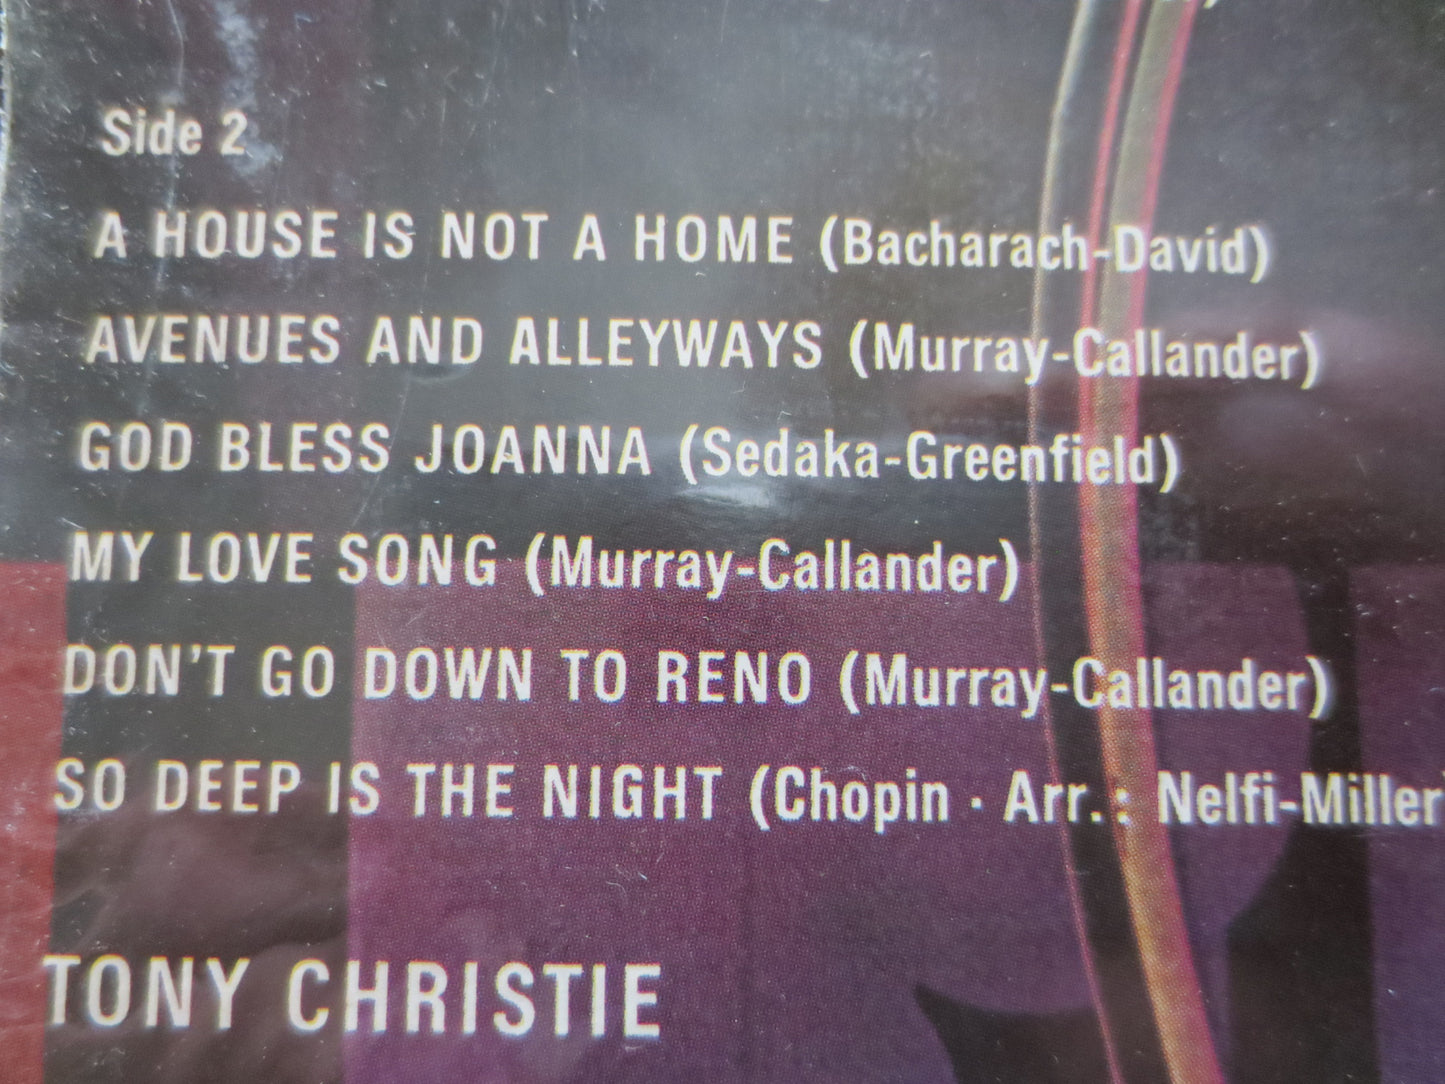 Side 2
A HOUSE IS NOT A HOME (Bacharach-David)
AVENUES AND ALLEYWAYS (Murray-Callander)
GOD BLESS JOANNA (Sedaka-Greenfield)
MY LOVE SONG (Murray-Callander)
DON'T GO DOWN TO RENO (Murray-Callander)
SO DEEP IS THE NIGHT (Chopin · Arr.: Nelfi-Miller
TONY CHRISTIE